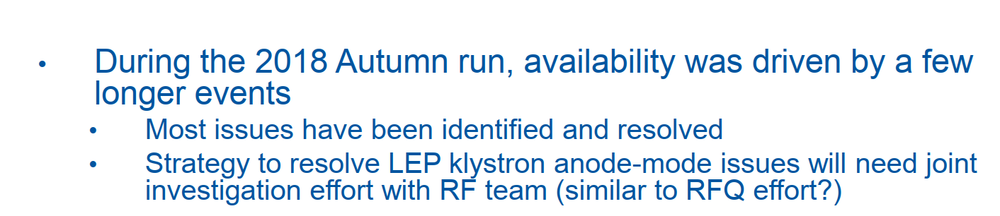 • During the 2018 Autumn run, availability was driven by a few
longer events
• Most issues have been identified and resolved
• Strategy to resolve LEP klystron anode-mode issues will need joint
investigation effort with RF team (similar to RFQ effort?)